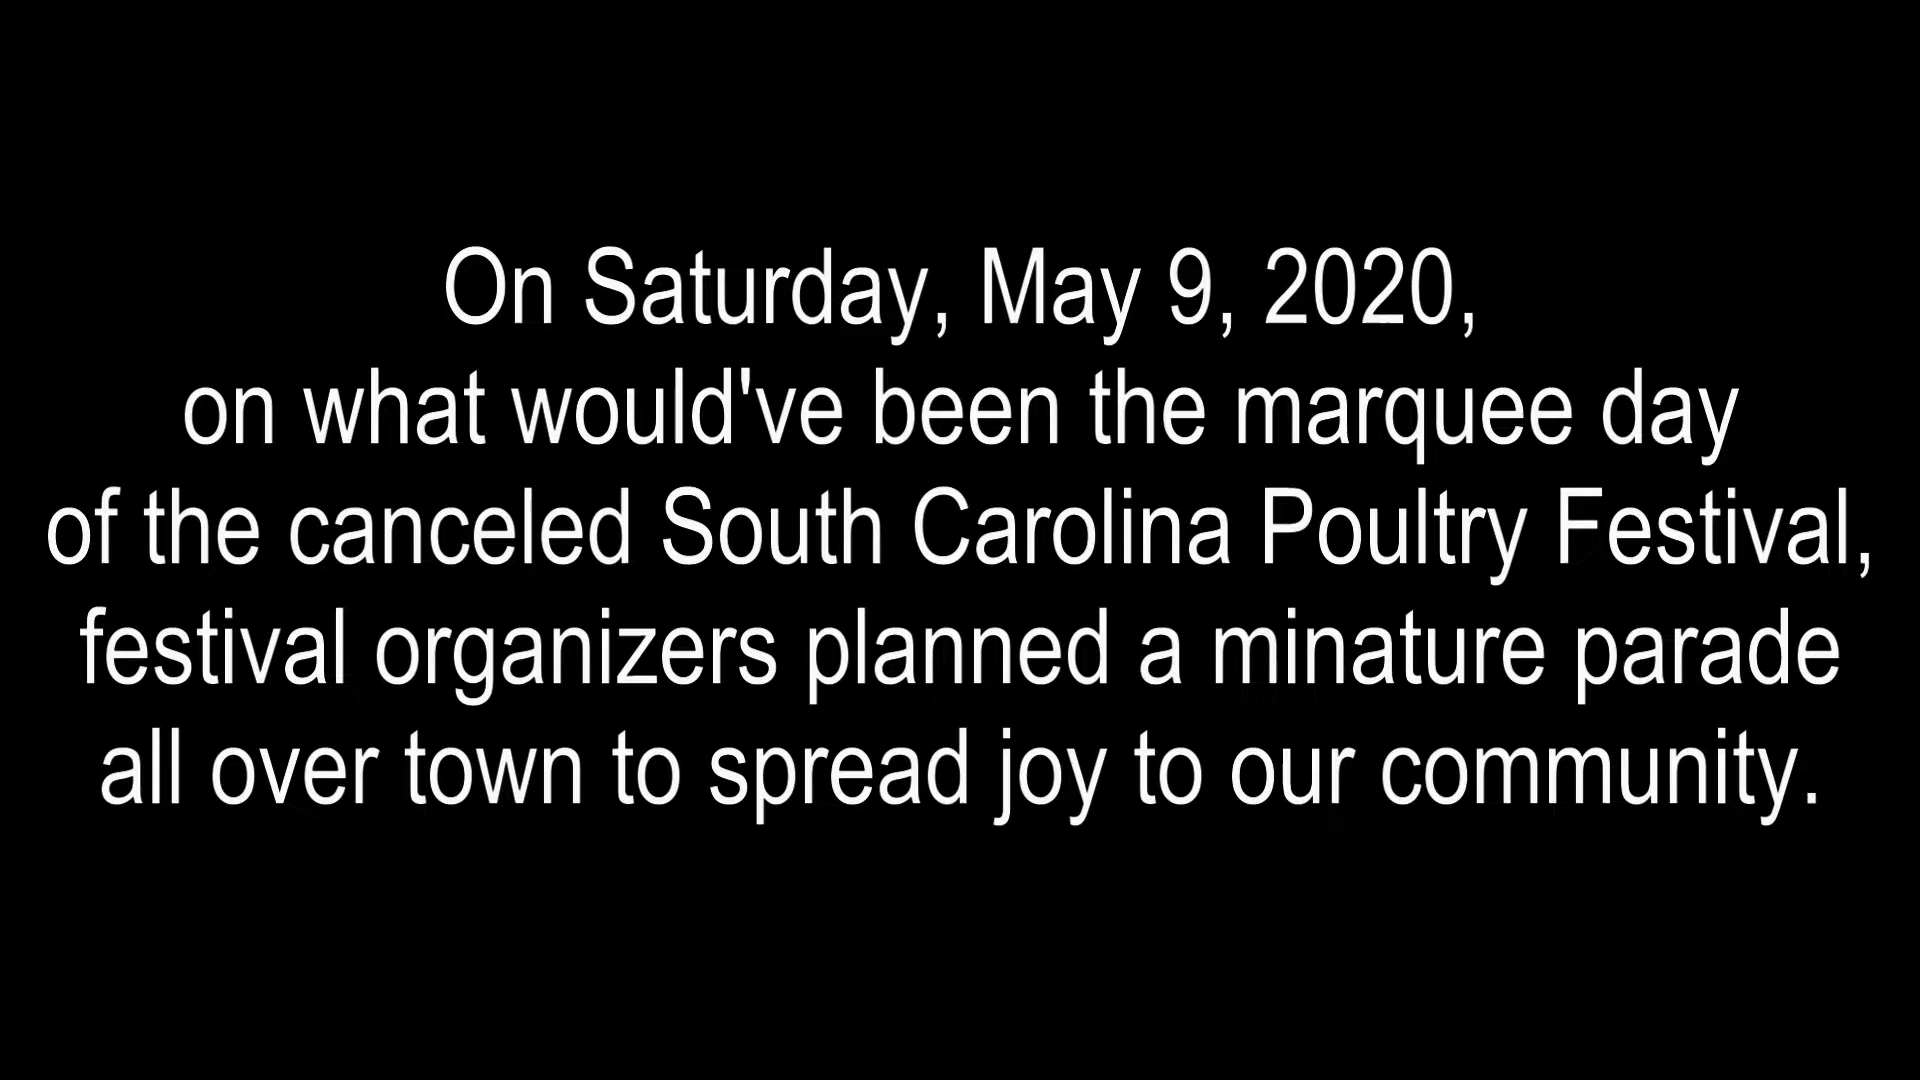 On Saturday, May 9, 2020,
on what would've been the marquee day
of the canceled South Carolina Poultry Festival,
festival organizers planned a minature parade
all over town to spread joy to our community.